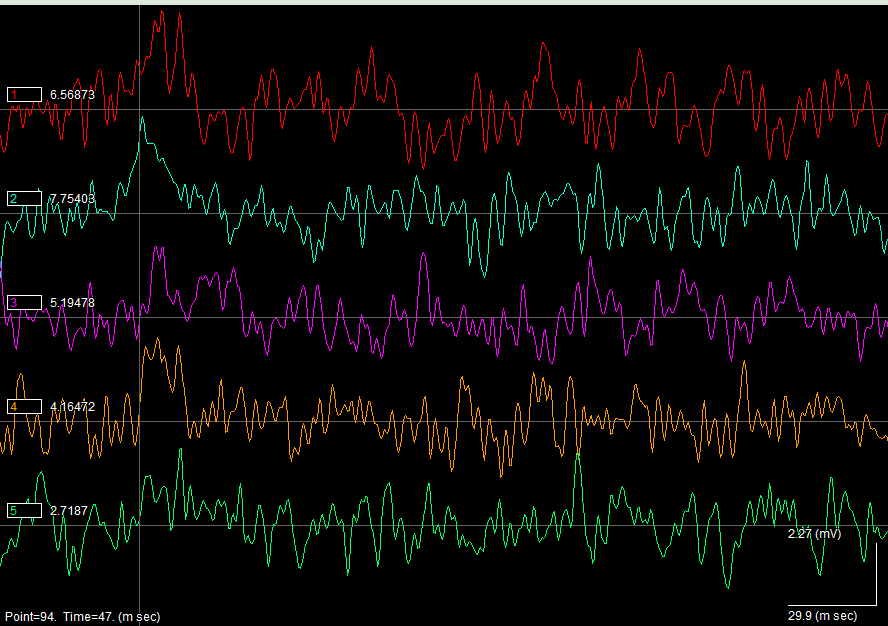 1 6.56873
2 7.75403
3 5.19478
4 4.16472
5 2.7187
2.27 (mV)
29.9 (m sec)
Point=94. Time=47. (m sec)